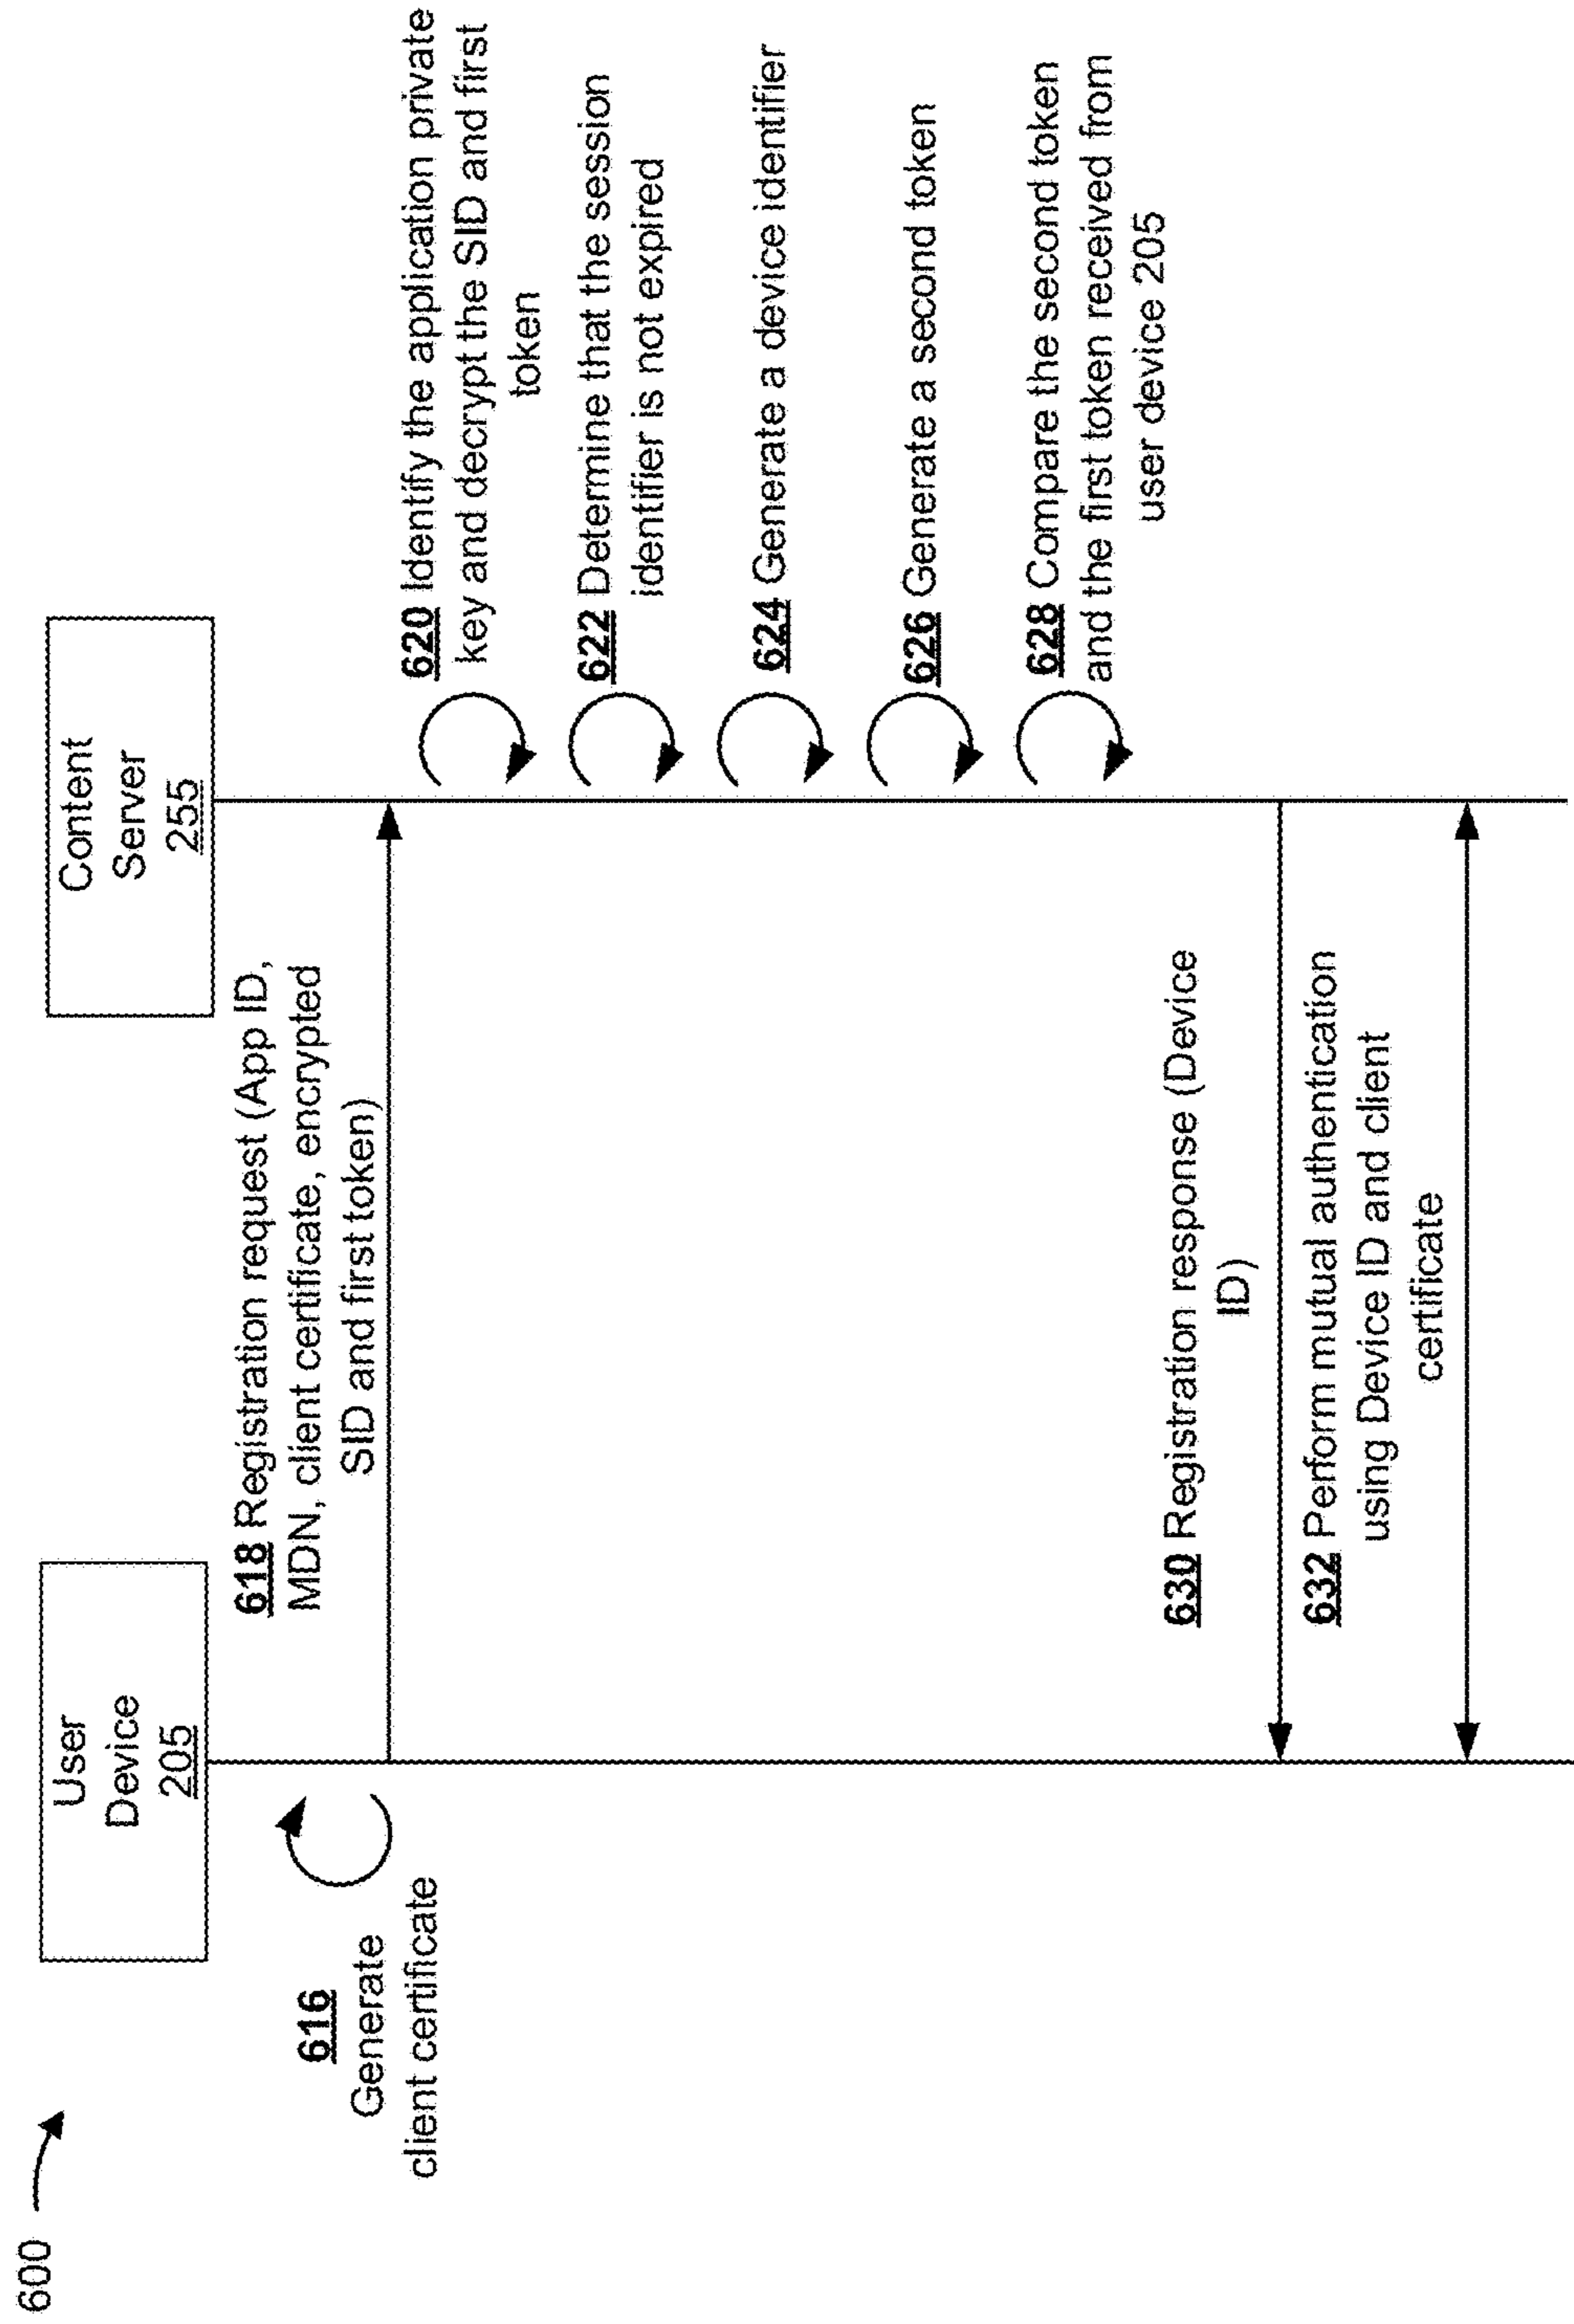 600
User
Device
205
Content
Server
255
616
Generate
client certificate
618 Registration request (App ID,
MDN, client certificate, encrypted
SID and first token)
620 Identify the application private
key and decrypt the SID and first
token
622 Determine that the session
identifier is not expired
624 Generate a device identifier
626 Generate a second token
628 Compare the second token
and the first token received from
user device 205
630 Registration response (Device
ID)
632 Perform mutual authentication
using Device ID and client
certificate